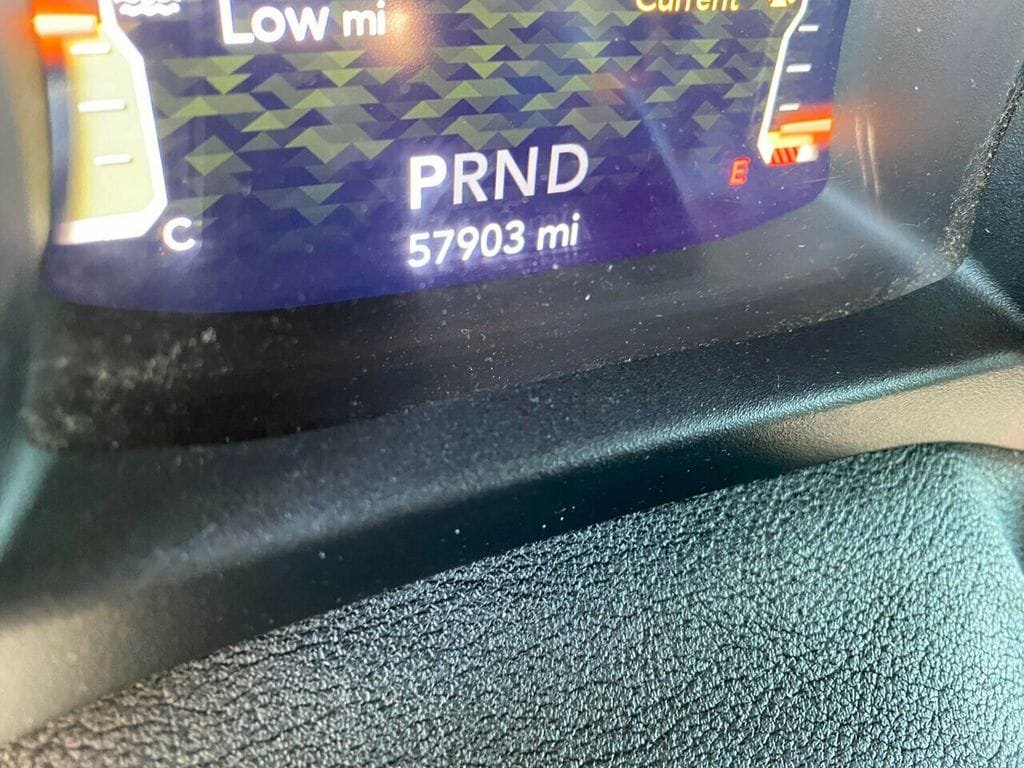 Low mi
Current
PRND
E
C
57903 mi